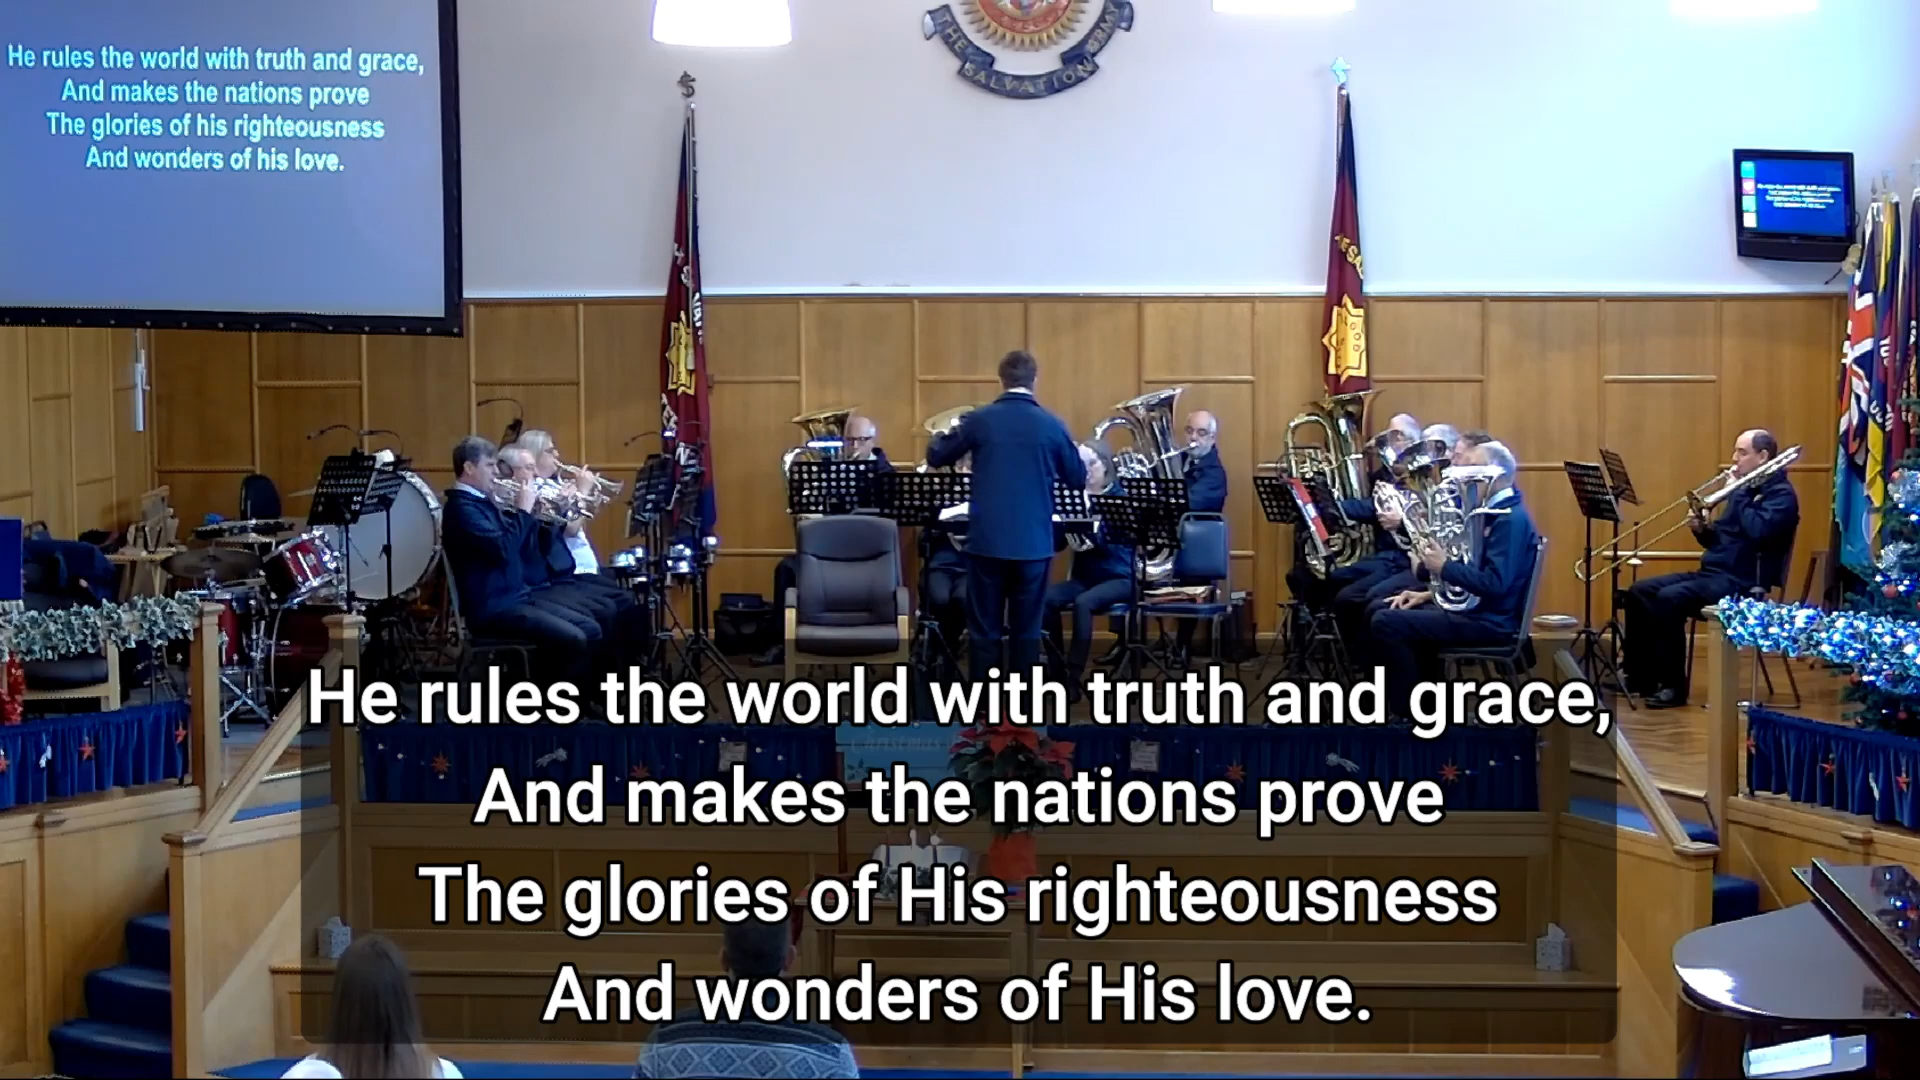 He rules the world with truth and grace,
And makes the nations prove
The glories of his righteousness
And wonders of his love.
THE SALVATION ARMY
He rules the world with truth and grace,
And makes the nations prove
The glories of His righteousness
And wonders of His love.
Christmas